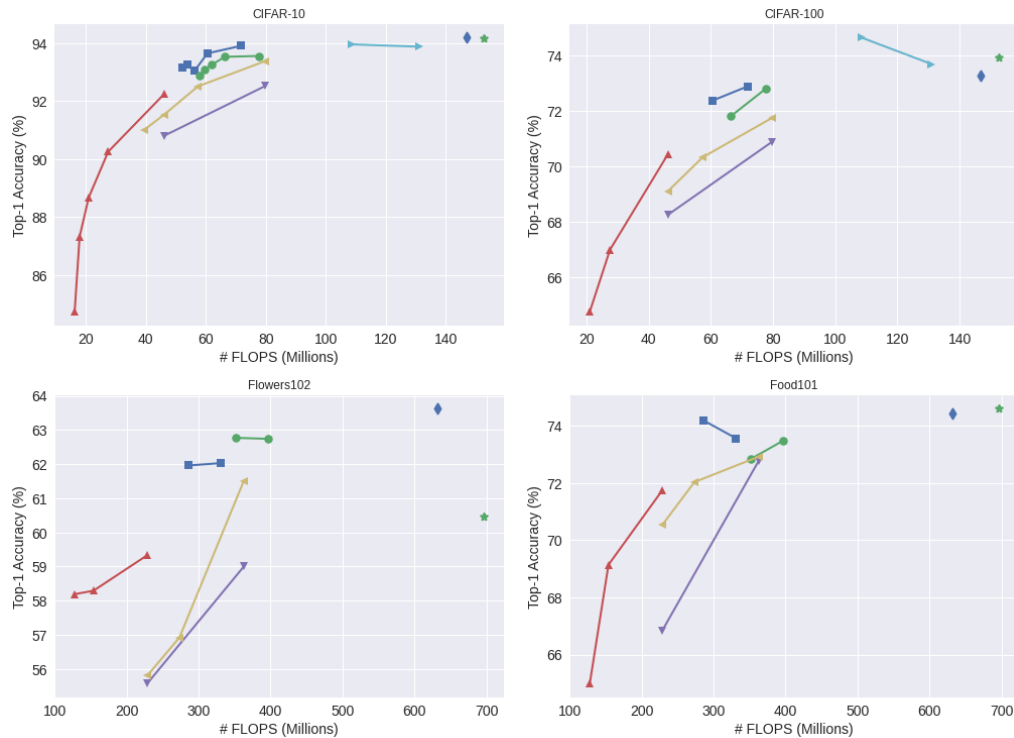 CIFAR-10
Top-1 Accuracy (%)
94
92
90
88
86
20 40 60 80 100 120 140
# FLOPS (Millions)
CIFAR-100
Top-1 Accuracy (%)
74
72
70
68
66
20 40 60 80 100 120 140
# FLOPS (Millions)
Flowers102
Top-1 Accuracy (%)
64
63
62
61
60
59
58
57
56
100 200 300 400 500 600 700
# FLOPS (Millions)
Food101
Top-1 Accuracy (%)
74
72
70
68
66
100 200 300 400 500 600 700
# FLOPS (Millions)